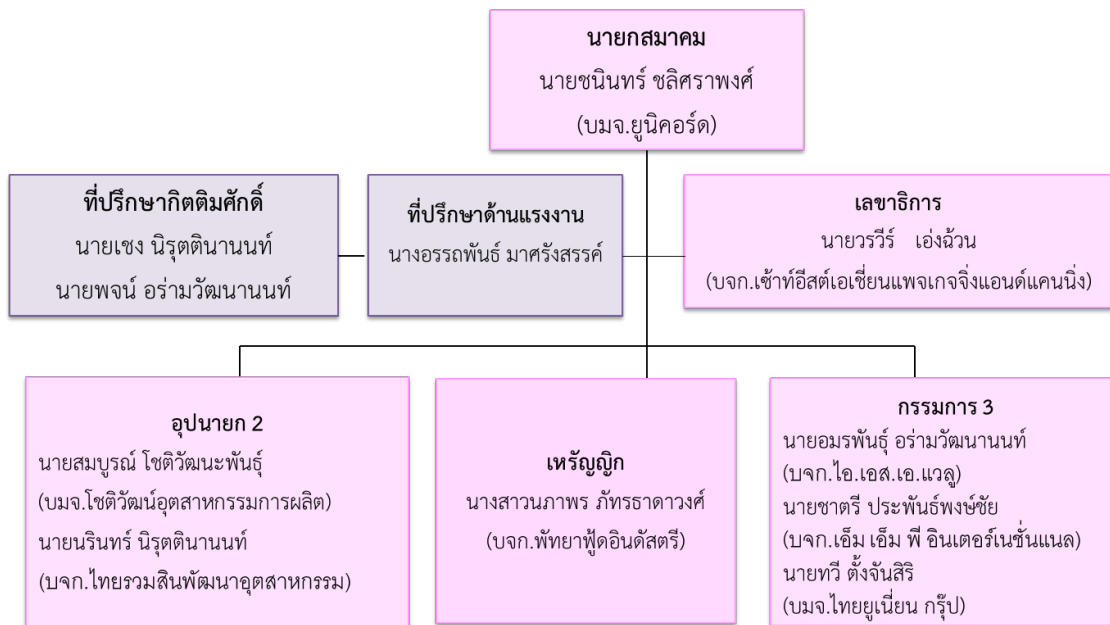 นายกสมาคม
นายชนินทร์ ชลิศราพงศ์
(บมจ.ยูนิคอร์ด)
ที่ปรึกษากิตติมศักดิ์
นายเชง นิรุตตินานนท์
นายพจน์ อร่ามวัฒนานนท์
ที่ปรึกษาด้านแรงงาน
นางอรรถพันธ์ มาศรังสรรค์
เลขาธิการ
นายวรวีร์ เอ่งฉ้วน
(บจก.เซ้าท์อีสต์เอเชี่ยนแพจเกจจิ่งแอนด์แคนนิ่ง)
อุปนายก 2
นายสมบูรณ์ โชติวัฒนะพันธุ์
(บมจ.โชติวัฒน์อุตสาหกรรมการผลิต)
นายนรินทร์ นิรุตตินานนท์
(บจก.ไทยรวมสินพัฒนาอุตสาหกรรม)
เหรัญญิก
นางสาวนภาพร ภัทรธาดาวงศ์
(บจก.พัทยาฟู้ดอินดัสตรี)
กรรมการ 3
นายอมรพันธุ์ อร่ามวัฒนานนท์
(บจก.ไอ.เอส.เอ.แวลู)
นายชาตรี ประพันธ์พงษ์ชัย
(บจก.เอ็ม เอ็ม พี อินเตอร์เนชั่นแนล)
นายทวี ตั้งจันสิริ
(บมจ.ไทยยูเนี่ยน กรุ๊ป)